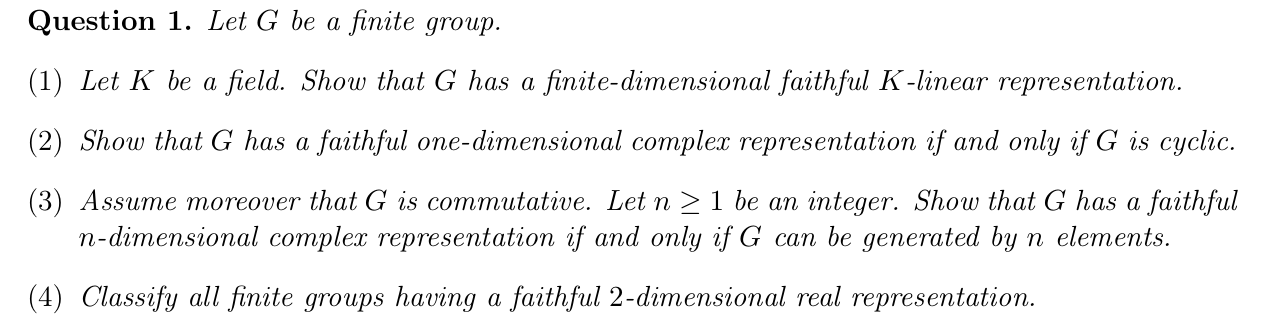 Question 1. Let G be a finite group.
(1) Let K be a field. Show that G has a finite-dimensional faithful K-linear representation.
(2) Show that G has a faithful one-dimensional complex representation if and only if G is cyclic.
(3) Assume moreover that G is commutative. Let n ≥ 1 be an integer. Show that G has a faithful
n-dimensional complex representation if and only if G can be generated by n elements.
(4) Classify all finite groups having a faithful 2-dimensional real representation.